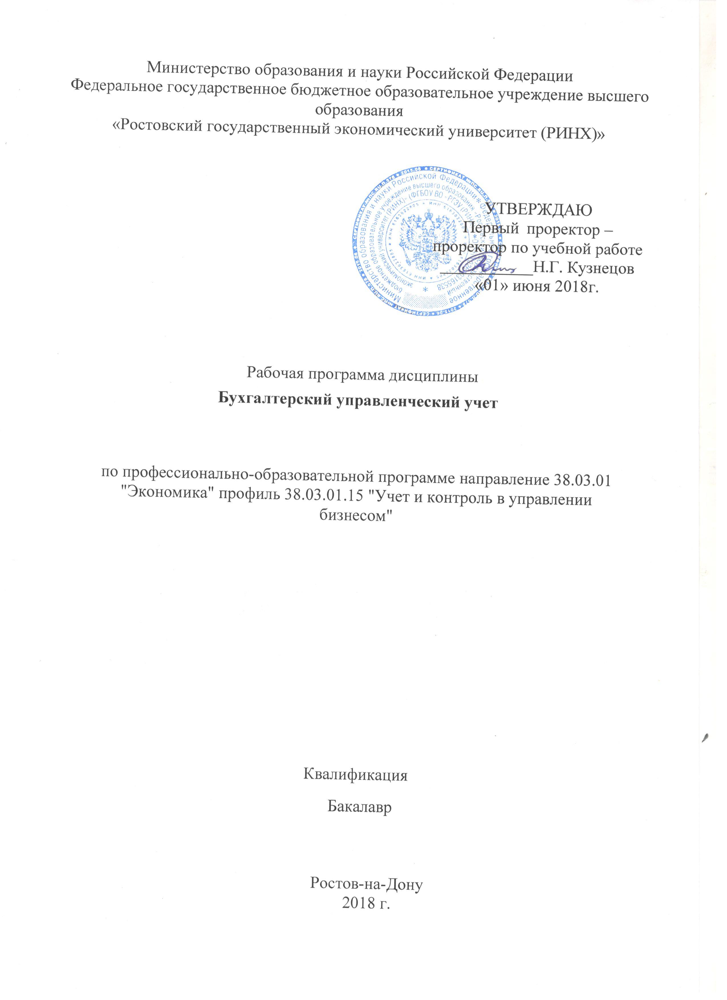 Министерство образования и науки Российской Федерации
Федеральное государственное бюджетное образовательное учреждение высшего
образования
«Ростовский государственный экономический университет (РИНХ)»
УТВЕРЖДАЮ
Первый проректор –
проректор по учебной работе
Н.Г. Кузнецов
«01» июня 2018г.
Рабочая программа дисциплины
Бухгалтерский управленческий учет
по профессионально-образовательной программе направление 38.03.01
"Экономика" профиль 38.03.01.15 "Учет и контроль в управлении
бизнесом"
Квалификация
Бакалавр
Ростов-на-Дону
2018 г.